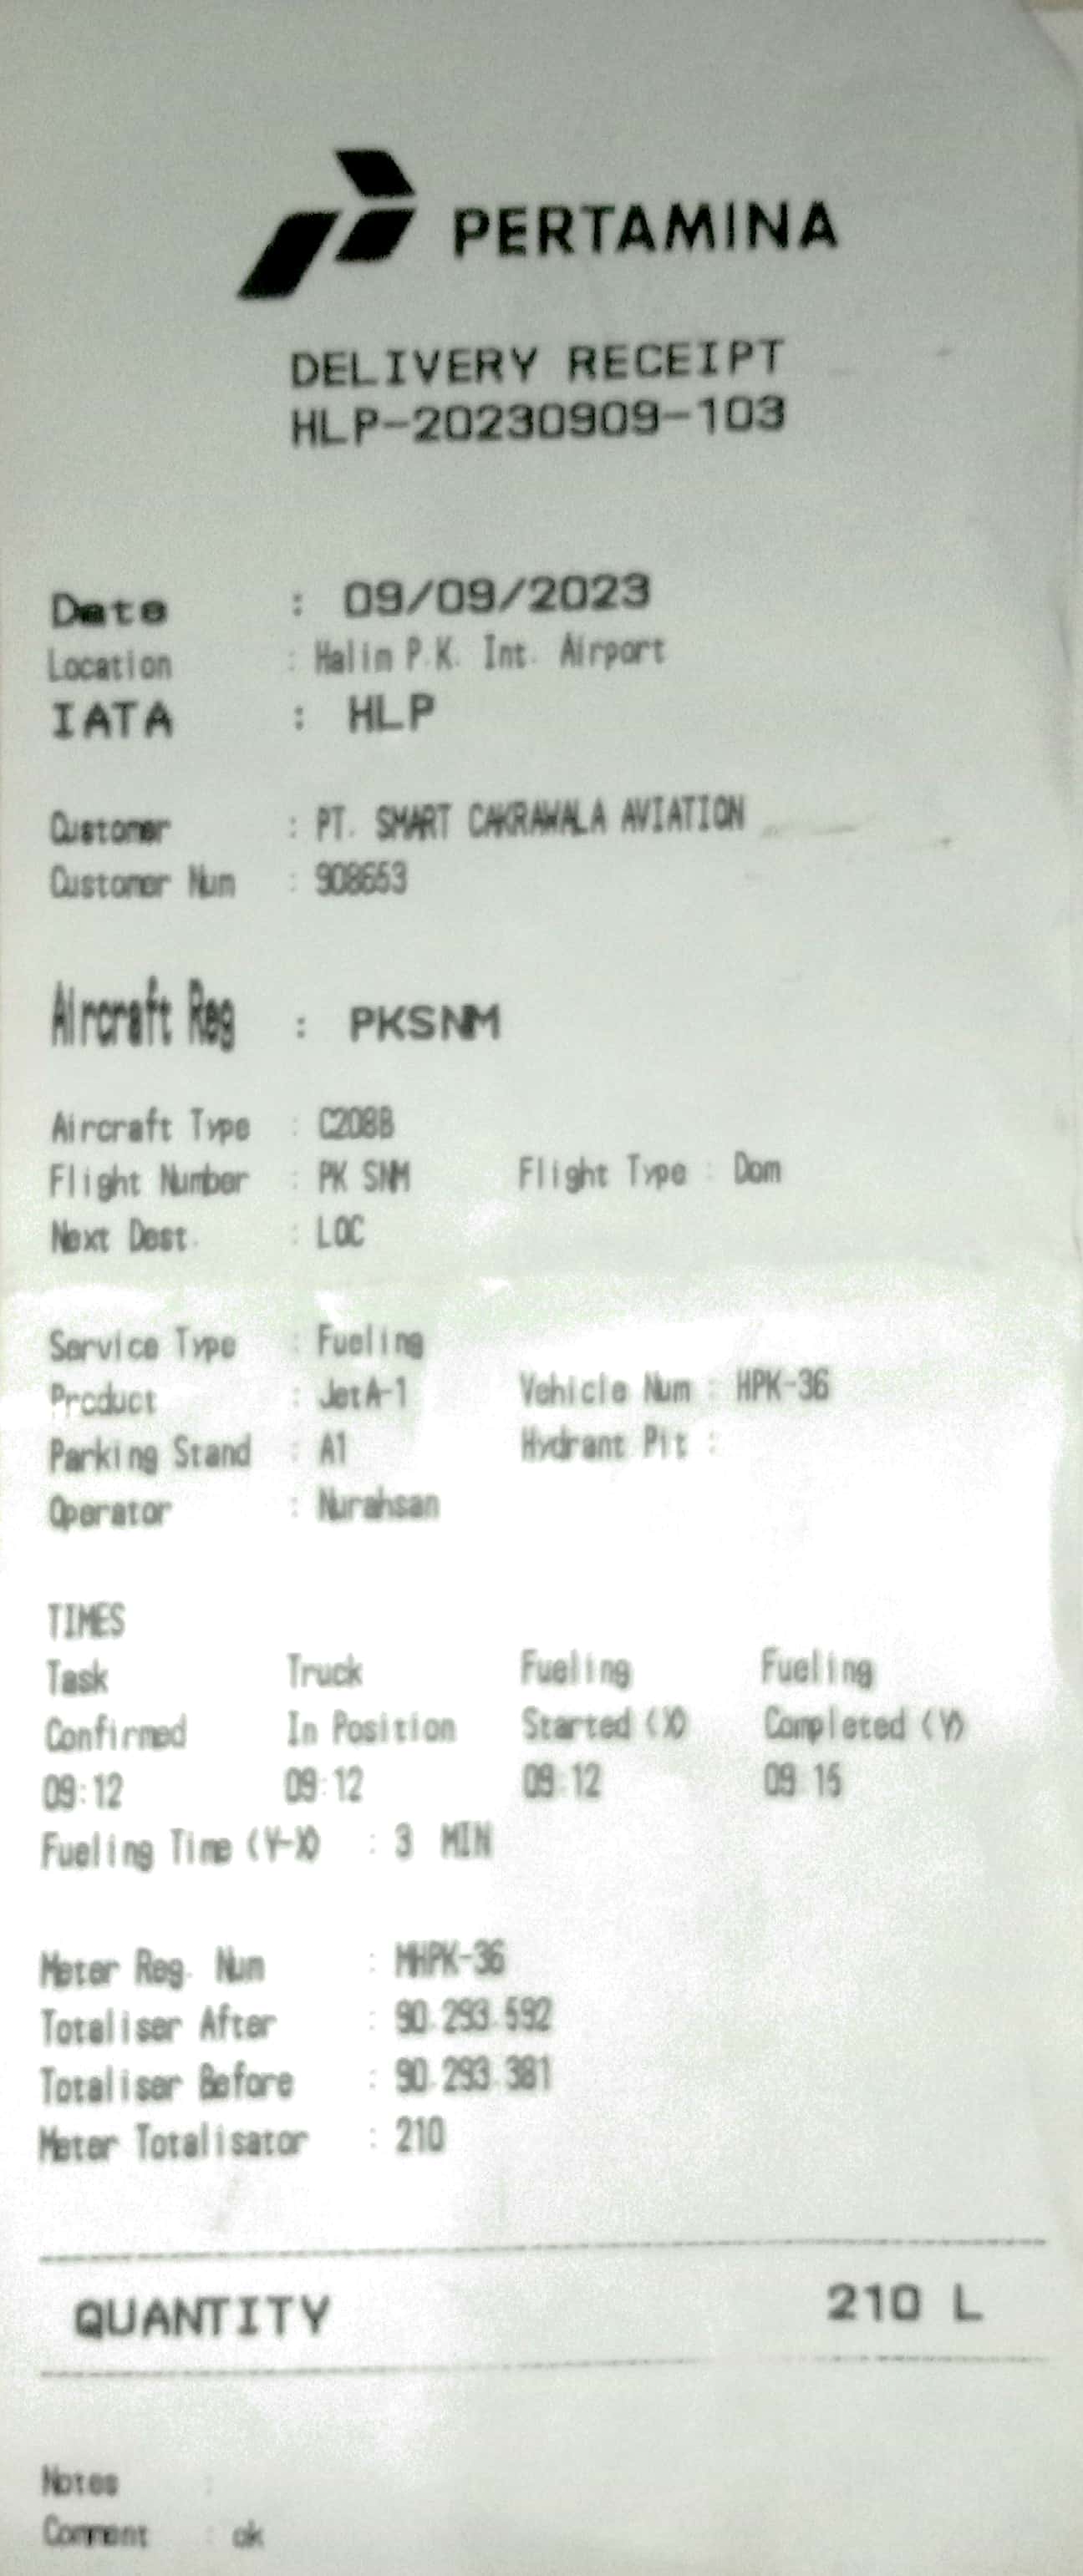 PERTAMINA
DELIVERY RECEIPT
HLP-20230909-103
Date : 09/09/2023
Location : Halim P.K. Int. Airport
IATA : HLP
Customer : PT. SMART CAKRAWALA AVIATION
Customer Num : 908653
Aircraft Reg : PKSNM
Aircraft Type : C208B
Flight Number : PK SNM Flight Type : Dom
Next Dest. : LOC
Service Type : Fueling
Product : JetA-1 Vehicle Num : HPK-36
Parking Stand : A1 Hydrant Pit :
Operator : Nurahsan
TIMES
Task Truck Fueling Fueling
Confirmed In Position Started (X) Completed (Y)
09:12 09:12 09:12 09:15
Fueling Time (Y-X) : 3 MIN
Meter Reg. Num : MHPK-36
Totaliser After : 90.293.592
Totaliser Before : 90.293.381
Meter Totalisator : 210
QUANTITY 210 L
Notes :
Comment : ok